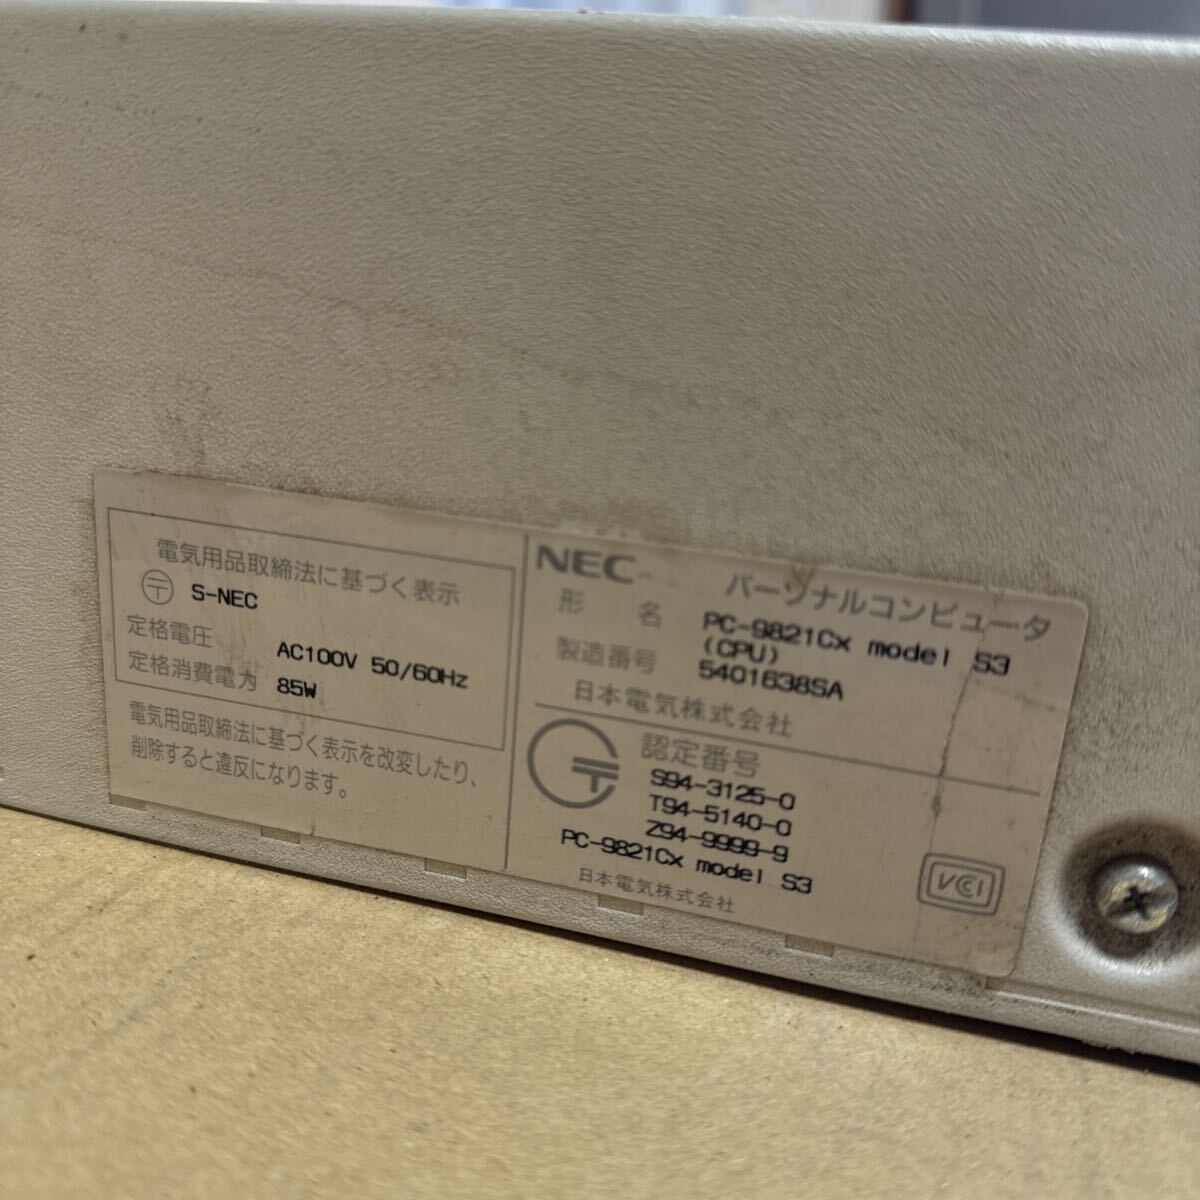 電気用品取締法に基づく表示
〒 S-NEC
定格電圧 AC100V 50/60Hz
定格消費電力 85W
電気用品取締法に基づく表示を改変したり、
削除すると違反になります。
NEC パーソナルコンピュータ
形 名 PC-9821Cx model S3
(CPU)
製造番号 5401638SA
日本電気株式会社
認定番号
S94-3125-0
T94-5140-0
Z94-9999-9
PC-9821Cx model S3
日本電気株式会社
VCI